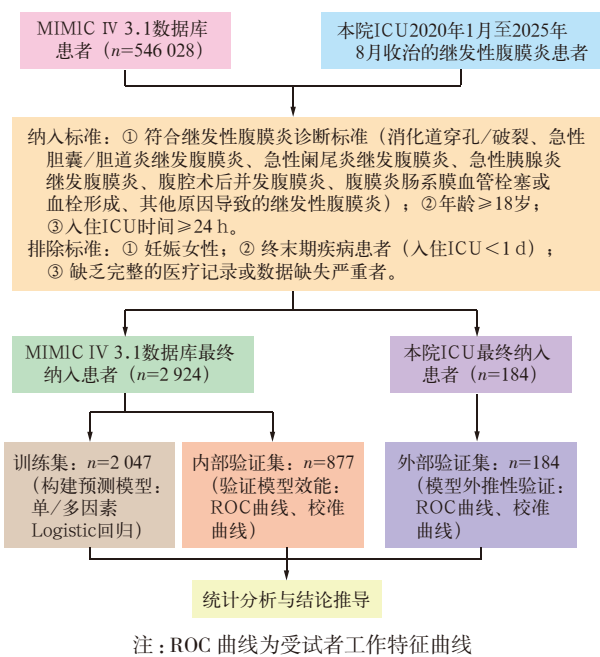 MIMIC Ⅳ 3.1数据库
患者（n=546 028）
本院ICU2020年1月至2025年
8月收治的继发性腹膜炎患者
纳入标准：① 符合继发性腹膜炎诊断标准（消化道穿孔/破裂、急性
胆囊/胆道炎继发腹膜炎、急性阑尾炎继发腹膜炎、急性胰腺炎
继发腹膜炎、腹腔术后并发腹膜炎、腹膜炎肠系膜血管栓塞或
血栓形成、其他原因导致的继发性腹膜炎）；②年龄≥18岁；
③入住ICU时间≥24 h。
排除标准：① 妊娠女性；② 终末期疾病患者（入住ICU＜1 d）；
③ 缺乏完整的医疗记录或数据缺失严重者。
MIMIC Ⅳ 3.1数据库最终
纳入患者（n=2 924）
本院ICU最终纳入
患者（n=184）
训练集：n=2 047
（构建预测模型：
单/多因素
Logistic回归）
内部验证集：n=877
（验证模型效能：
ROC曲线、校准
曲线）
外部验证集：n=184
（模型外推性验证：
ROC曲线、校准
曲线）
统计分析与结论推导
注：ROC 曲线为受试者工作特征曲线